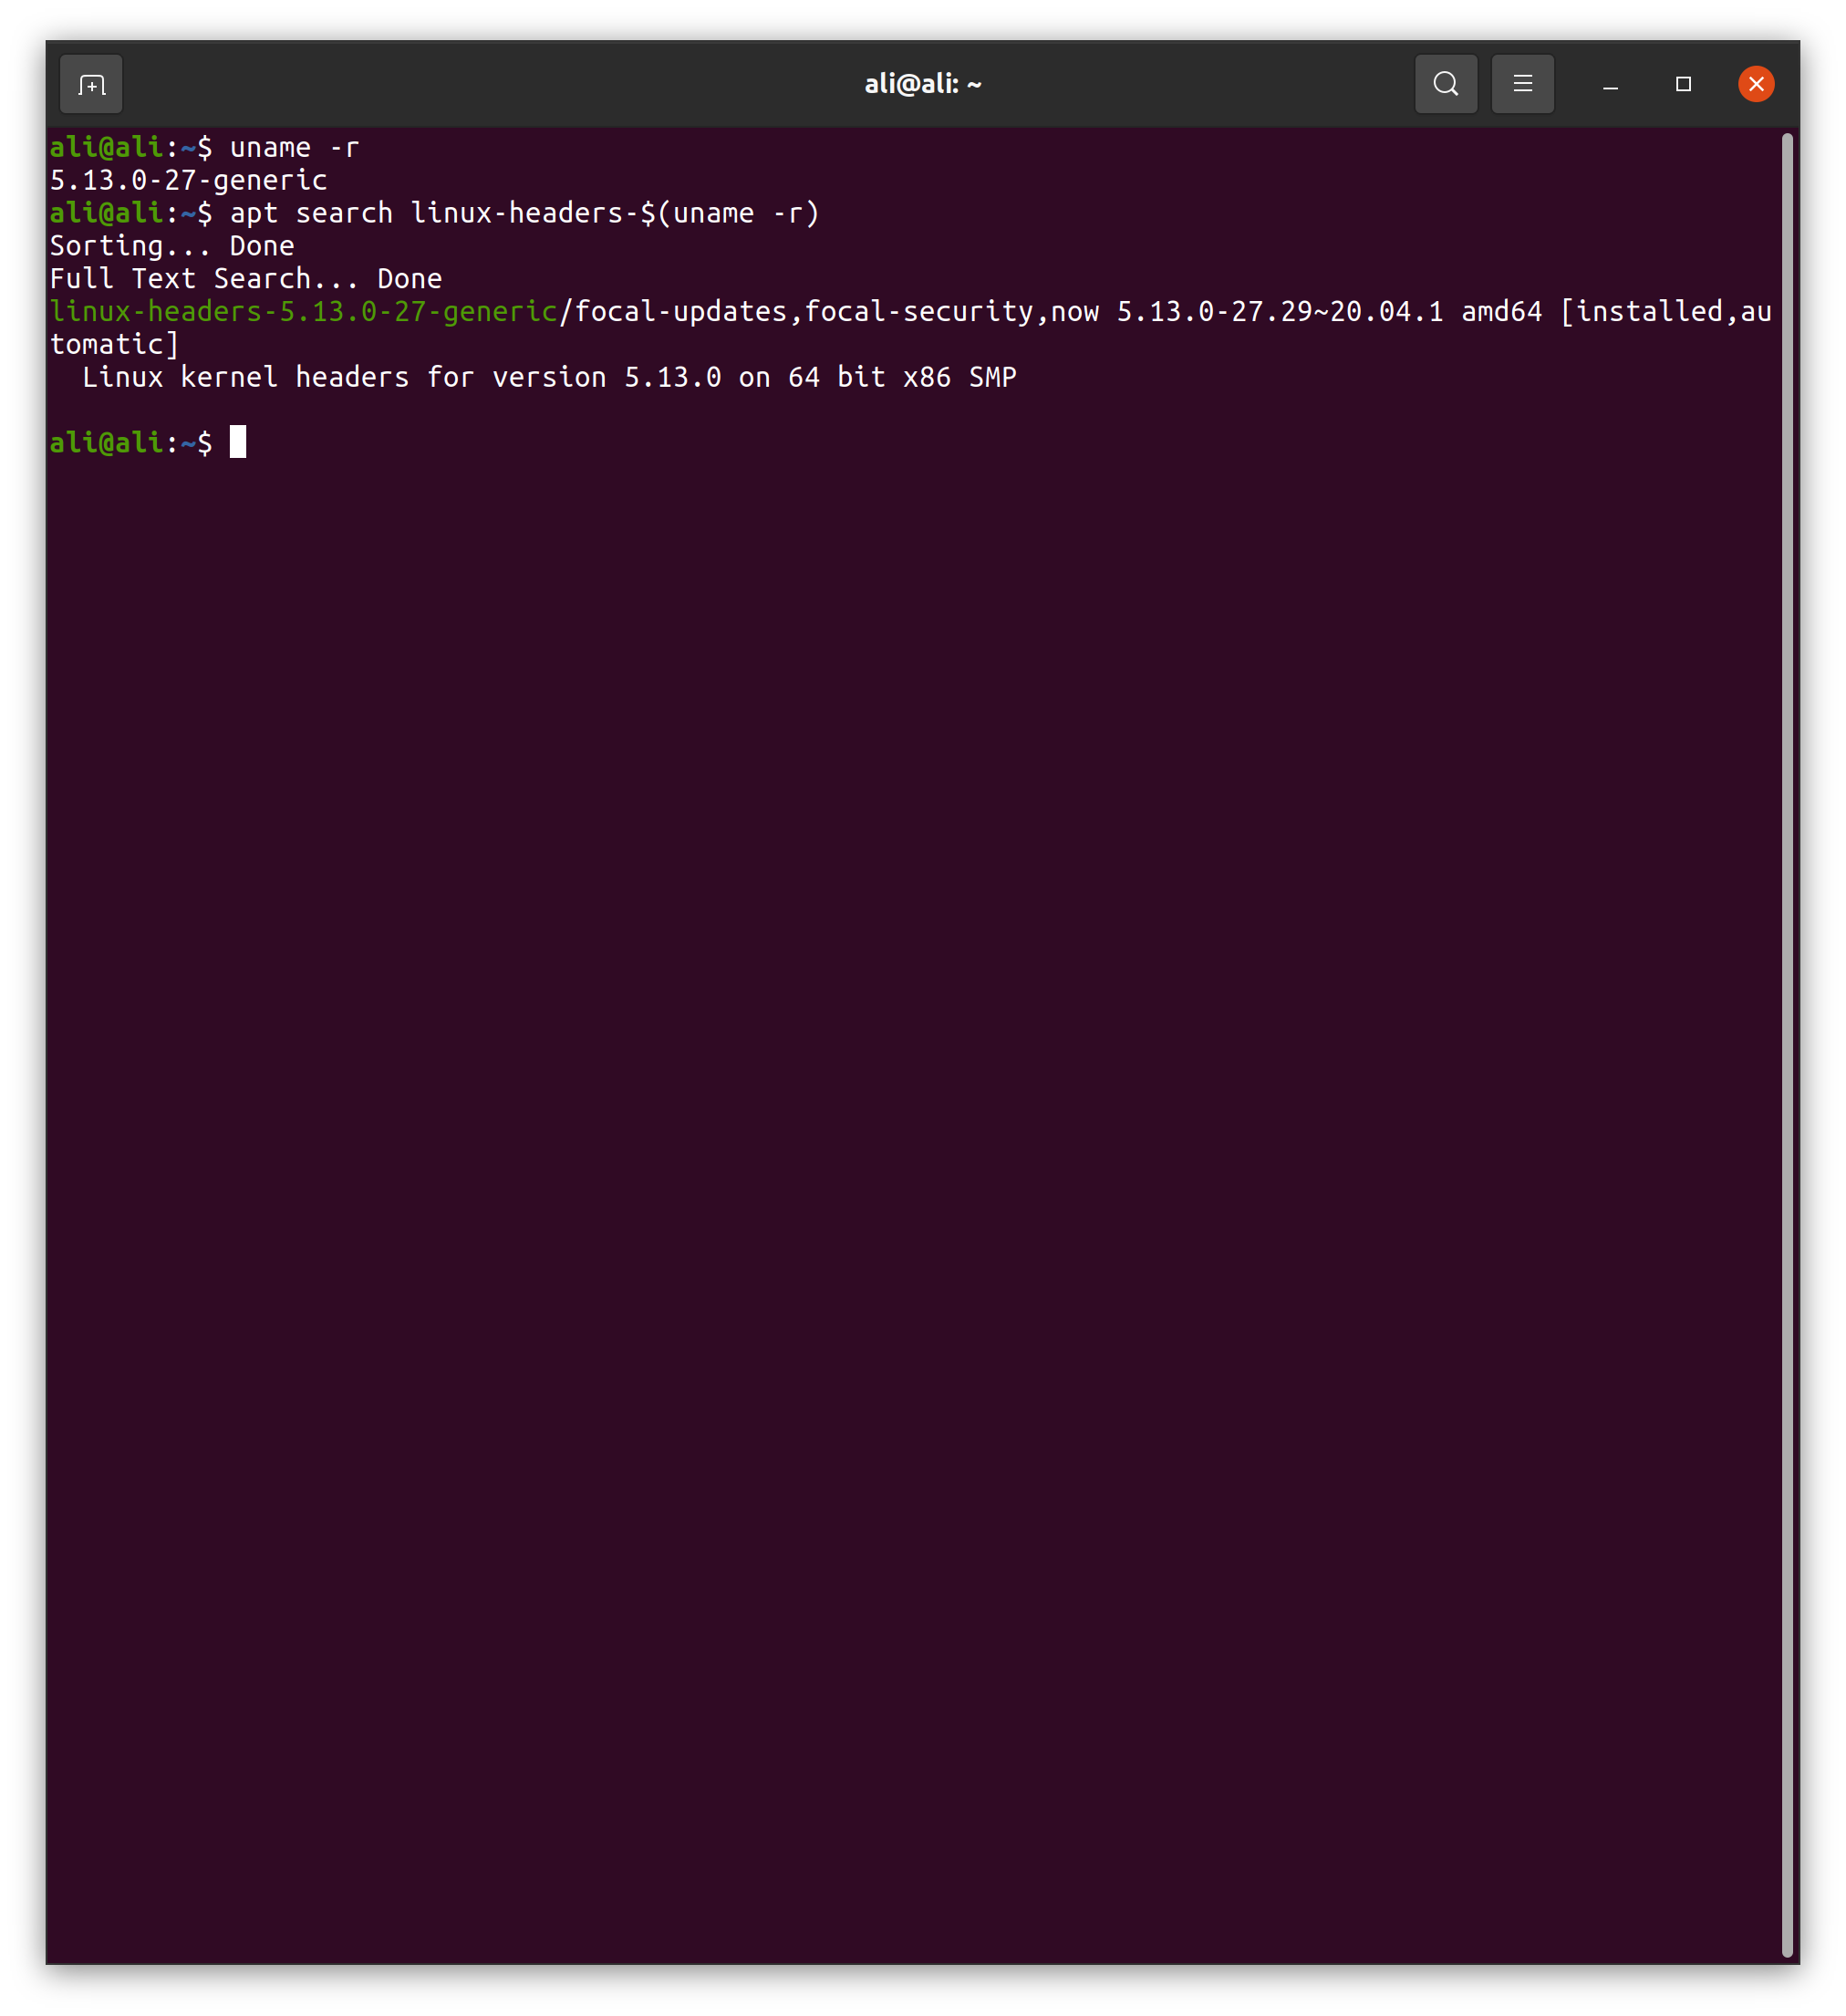 ali@ali: ~
ali@ali:~$ uname -r
5.13.0-27-generic
ali@ali:~$ apt search linux-headers-$(uname -r)
Sorting... Done
Full Text Search... Done
linux-headers-5.13.0-27-generic/focal-updates,focal-security,now 5.13.0-27.29~20.04.1 amd64 [installed,au
tomatic]
  Linux kernel headers for version 5.13.0 on 64 bit x86 SMP
ali@ali:~$